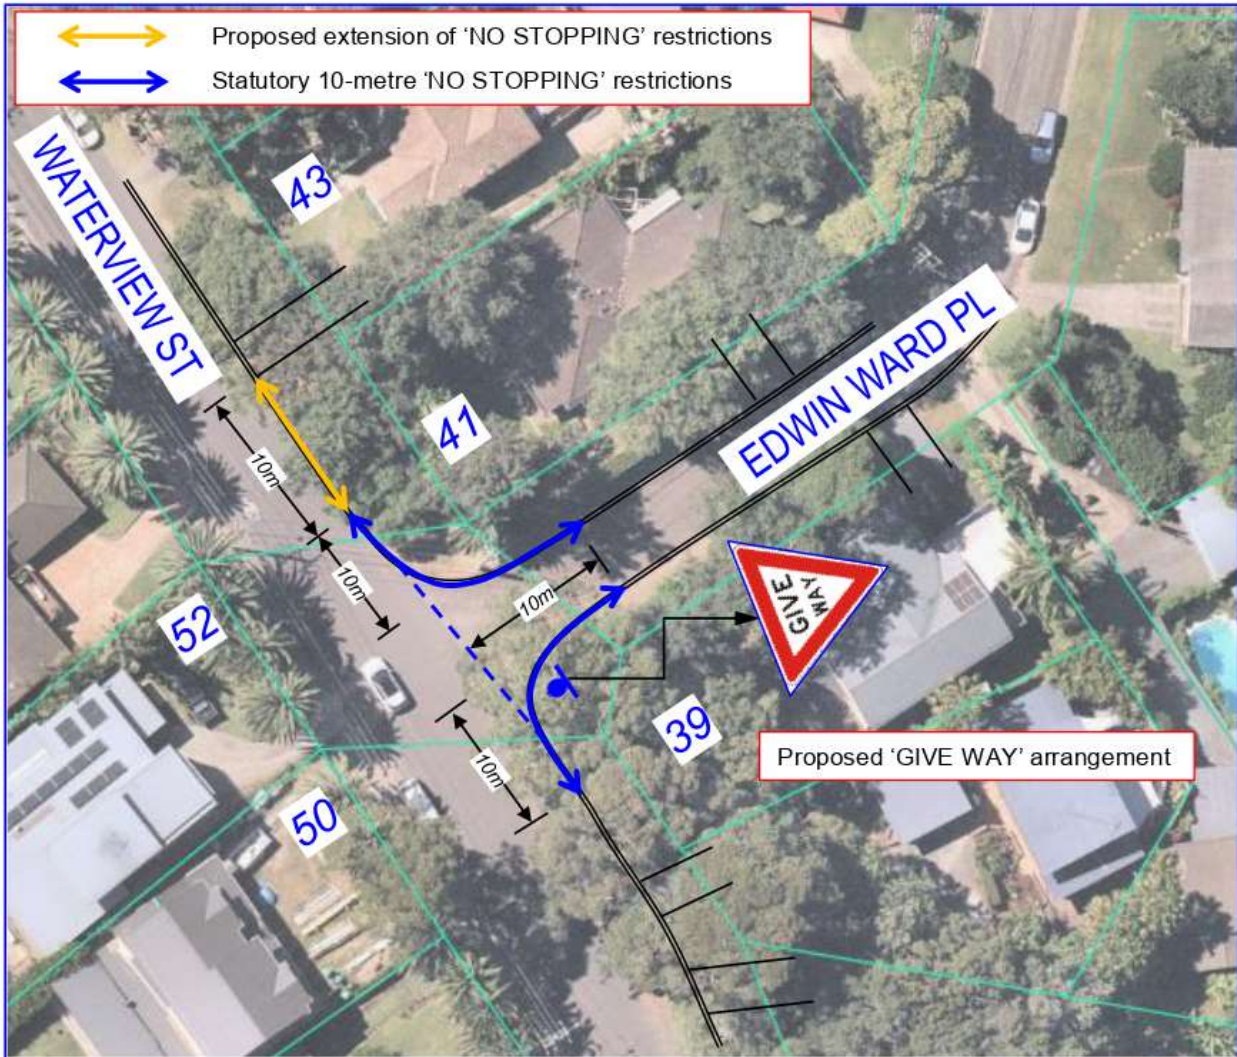 Proposed extension of ‘NO STOPPING’ restrictions
Statutory 10-metre ‘NO STOPPING’ restrictions
WATERVIEW ST
43
41
EDWIN WARD PL
10m
10m
10m
52
GIVE
WAY
39
10m
Proposed ‘GIVE WAY’ arrangement
50